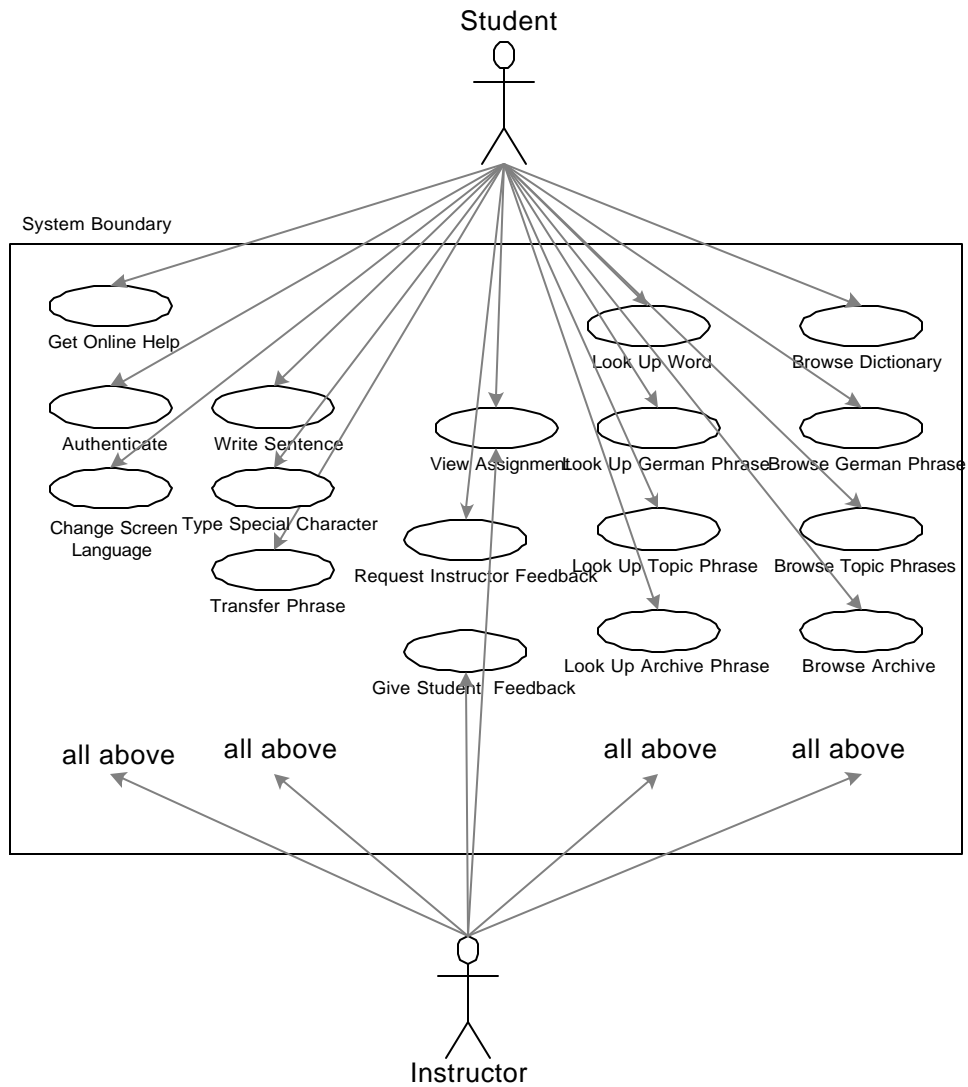 Student
System Boundary
Get Online Help
Look Up Word
Browse Dictionary
Authenticate
Write Sentence
View Assignment
Look Up German Phrase
Browse German Phrase
Change Screen
Language
Type Special Character
Request Instructor Feedback
Look Up Topic Phrase
Browse Topic Phrases
Transfer Phrase
Give Student Feedback
Look Up Archive Phrase
Browse Archive
all above
all above
all above
all above
Instructor